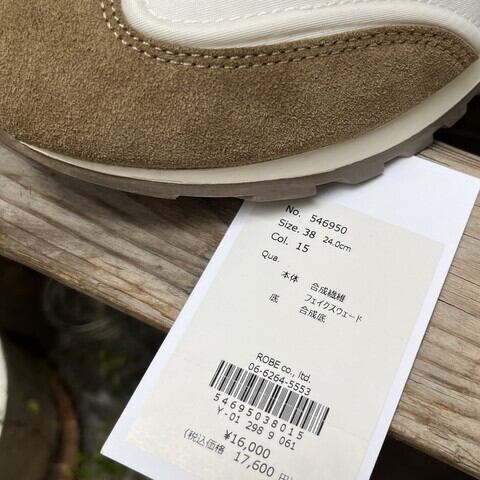 No. 546950
Size. 38 24.0cm
Col. 15
Qua.
本体 合成繊維
フェイクスウェード
底 合成底
ROBE co., ltd.
06-6264-5553
54695038015
Y-01 298 9 061
¥16,000
(税込価格 17,600 円)